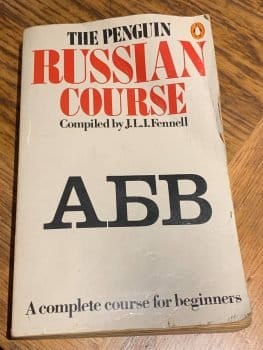 THE PENGUIN
RUSSIAN
COURSE
Compiled by J.L.I.Fennell
АБВ
A complete course for beginners